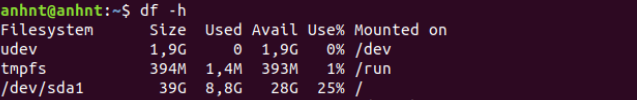 anhnt@anhnt:~$ df -h
Filesystem      Size  Used Avail Use% Mounted on
udev            1,9G     0  1,9G   0% /dev
tmpfs           394M  1,4M  393M   1% /run
/dev/sda1        39G  8,8G   28G  25% /